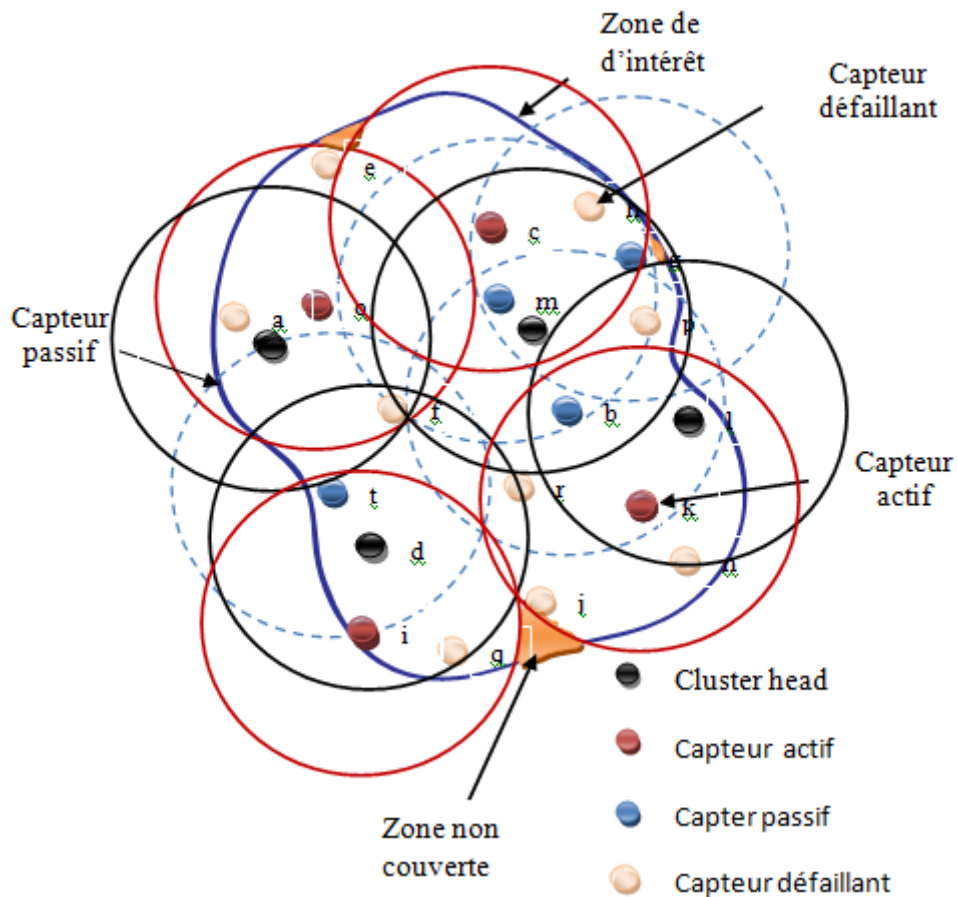 Zone de
d'intérêt
Capteur
défaillant
e
h
c
g
m
o
a
p
Capteur
passif
f
b
l
Capteur
actif
r
t
k
d
n
j
i
q
Cluster head
Capteur actif
Zone non
couverte
Capter passif
Capteur défaillant